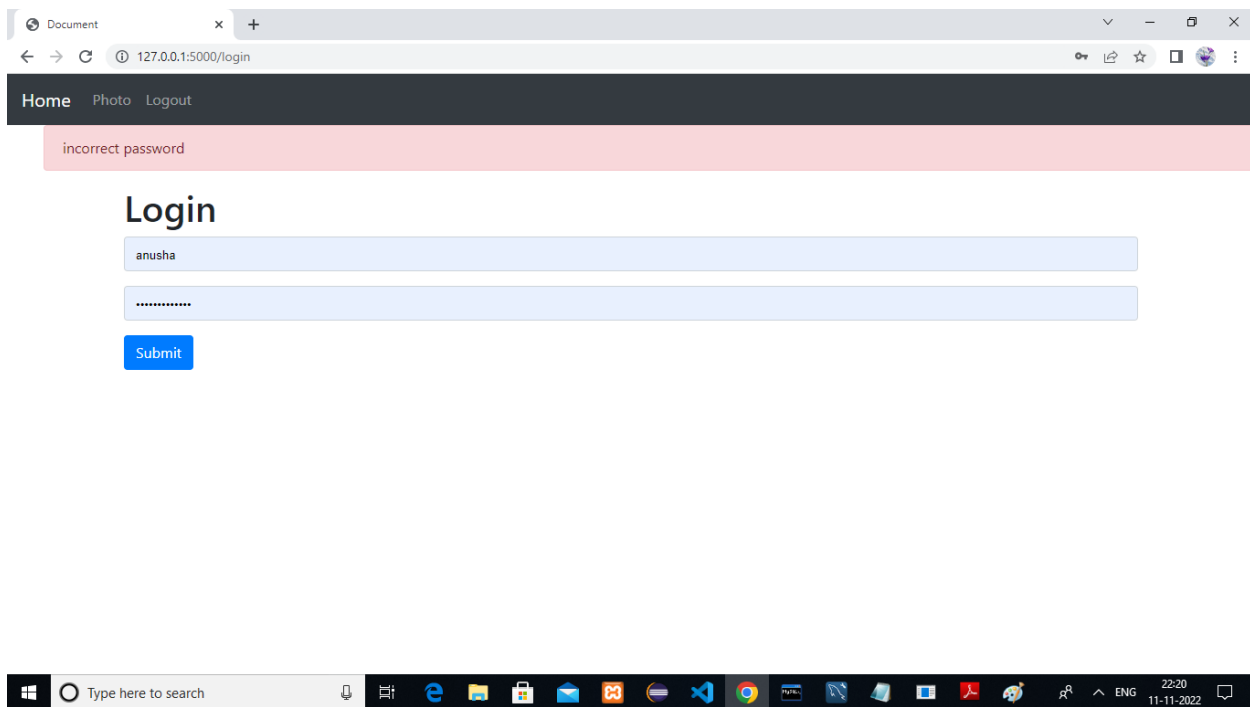 Document
127.0.0.1:5000/login
Home Photo Logout
incorrect password
Login
anusha
Submit
Type here to search
ENG
22:20
11-11-2022